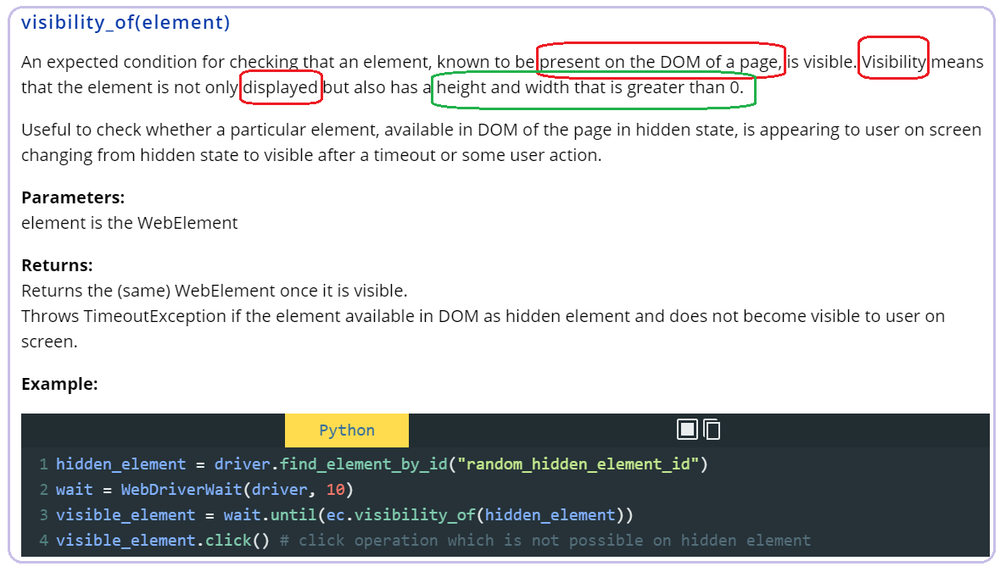 visibility_of(element)
An expected condition for checking that an element, known to be present on the DOM of a page, is visible. Visibility means
that the element is not only displayed but also has a height and width that is greater than 0.
Useful to check whether a particular element, available in DOM of the page in hidden state, is appearing to user on screen
changing from hidden state to visible after a timeout or some user action.
Parameters:
element is the WebElement
Returns:
Returns the (same) WebElement once it is visible.
Throws TimeoutException if the element available in DOM as hidden element and does not become visible to user on
screen.
Example:
Python
1 hidden_element = driver.find_element_by_id("random_hidden_element_id")
2 wait = WebDriverWait(driver, 10)
3 visible_element = wait.until(ec.visibility_of(hidden_element))
4 visible_element.click() # click operation which is not possible on hidden element